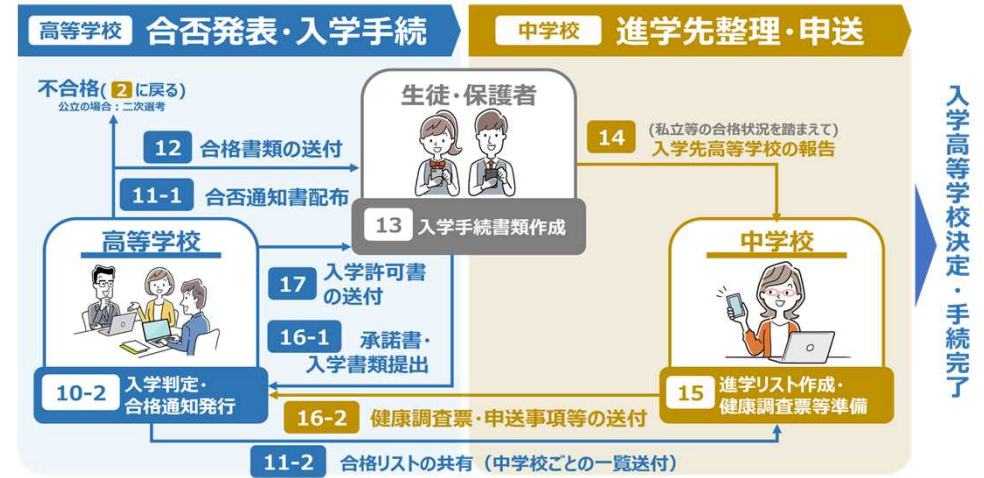 高等学校 合否発表・入学手続
中学校 進学先整理・申送
不合格(2に戻る)
公立の場合:二次選考
生徒・保護者
12 合格書類の送付
11-1 合否通知書配布
13 入学手続書類作成
14 (私立等の合格状況を踏まえて)
入学先高等学校の報告
高等学校
17 入学許可書
の送付
16-1 承諾書・
入学書類提出
10-2 入学判定・
合格通知発行
中学校
15 進学リスト作成・
健康調査票等準備
16-2 健康調査票・申送事項等の送付
11-2 合格リストの共有(中学校ごとの一覧送付)
入学高等学校決定・手続完了